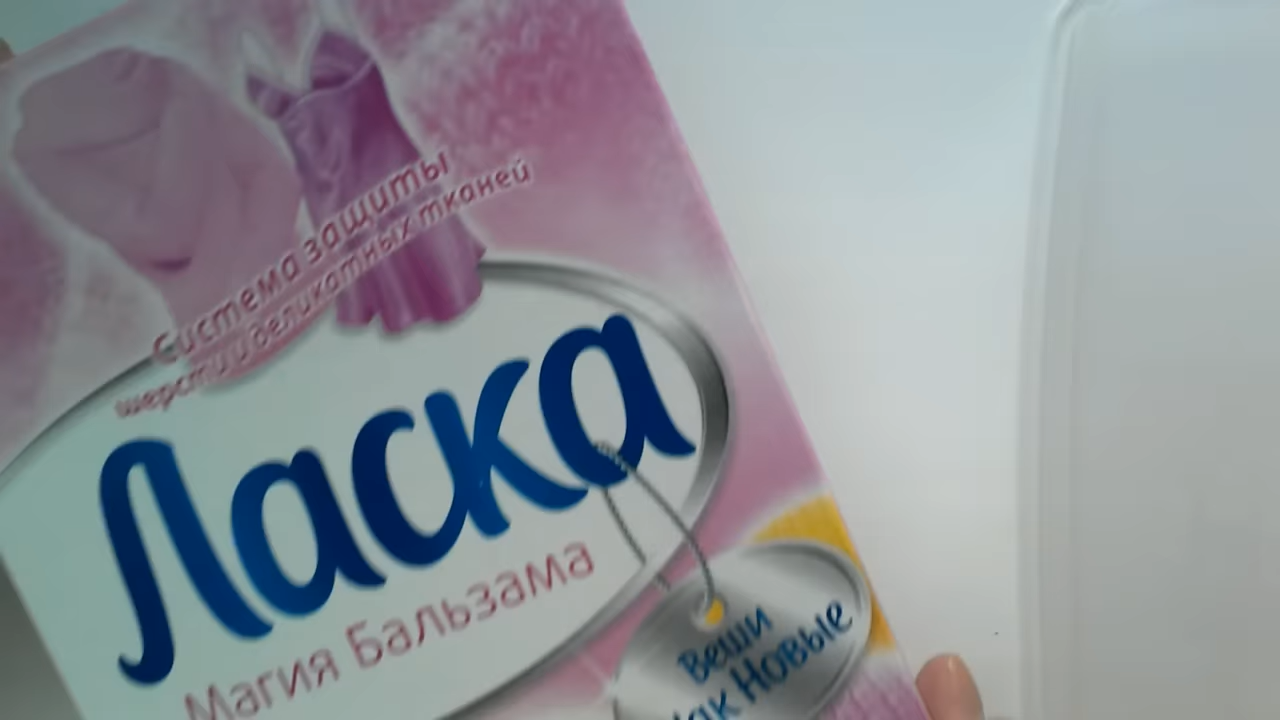 Система защиты
шерсти и деликатных тканей
Ласка
Магия Бальзама
Вещи
как Новые